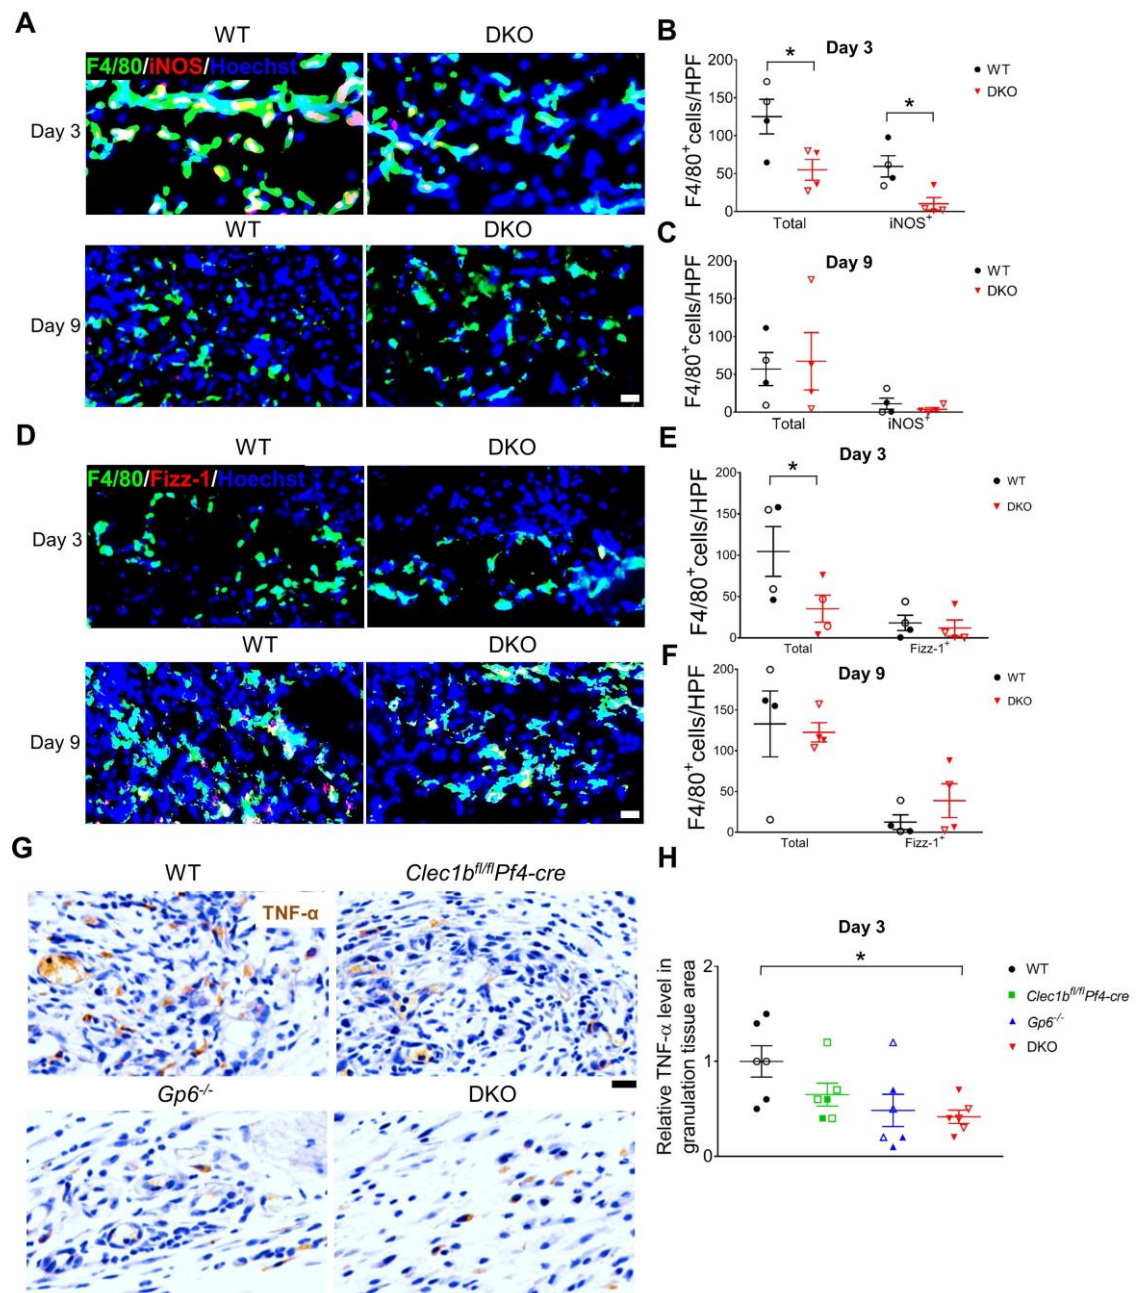 A
WT
DKO
F4/80/iNOS/Hoechst
Day 3
WT
DKO
Day 9
B
Day 3
*
*
WT
DKO
F4/80+cells/HPF
200
150
100
50
0
Total
iNOS+
C
Day 9
WT
DKO
F4/80+cells/HPF
200
150
100
50
0
Total
iNOS+
D
WT
DKO
F4/80/Fizz-1/Hoechst
Day 3
WT
DKO
Day 9
E
Day 3
*
WT
DKO
F4/80+cells/HPF
200
150
100
50
0
Total
Fizz-1+
F
Day 9
WT
DKO
F4/80+cells/HPF
200
150
100
50
0
Total
Fizz-1+
G
WT
Clec1bfl/flPf4-cre
TNF-α
Gp6-/-
DKO
H
Day 3
*
WT
Clec1bfl/flPf4-cre
Gp6-/-
DKO
Relative TNF-α level in
granulation tissue area
2
1
0